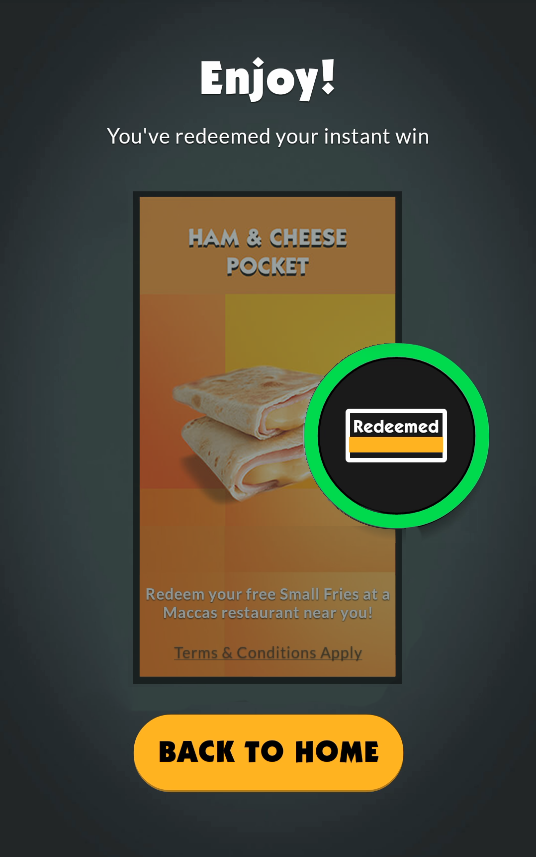 Enjoy!
You've redeemed your instant win
HAM & CHEESE
POCKET
Redeemed
Redeem your free Small Fries at a
Maccas restaurant near you!
Terms & Conditions Apply
BACK TO HOME